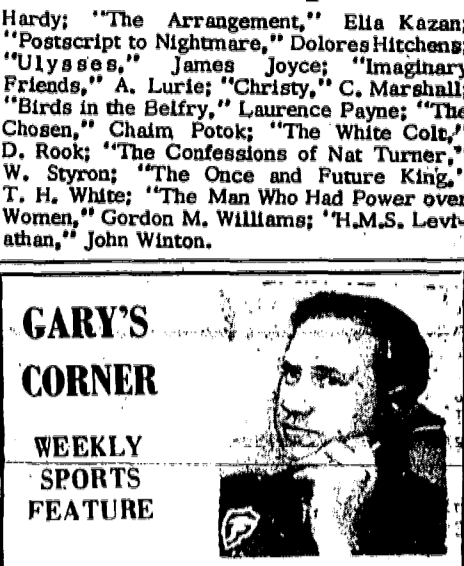 Hardy; "The Arrangement," Elia Kazan;
"Postscript to Nightmare," Dolores Hitchens;
"Ulysses," James Joyce; "Imaginary
Friends," A. Lurie; "Christy," C. Marshall;
"Birds in the Belfry," Laurence Payne; "The
Chosen," Chaim Potok; "The White Colt,"
D. Rook; "The Confessions of Nat Turner,"
W. Styron; "The Once and Future King,"
T. H. White; "The Man Who Had Power over
Women," Gordon M. Williams; "H.M.S. Levi-
athan," John Winton.
GARY'S
CORNER
WEEKLY
SPORTS
FEATURE